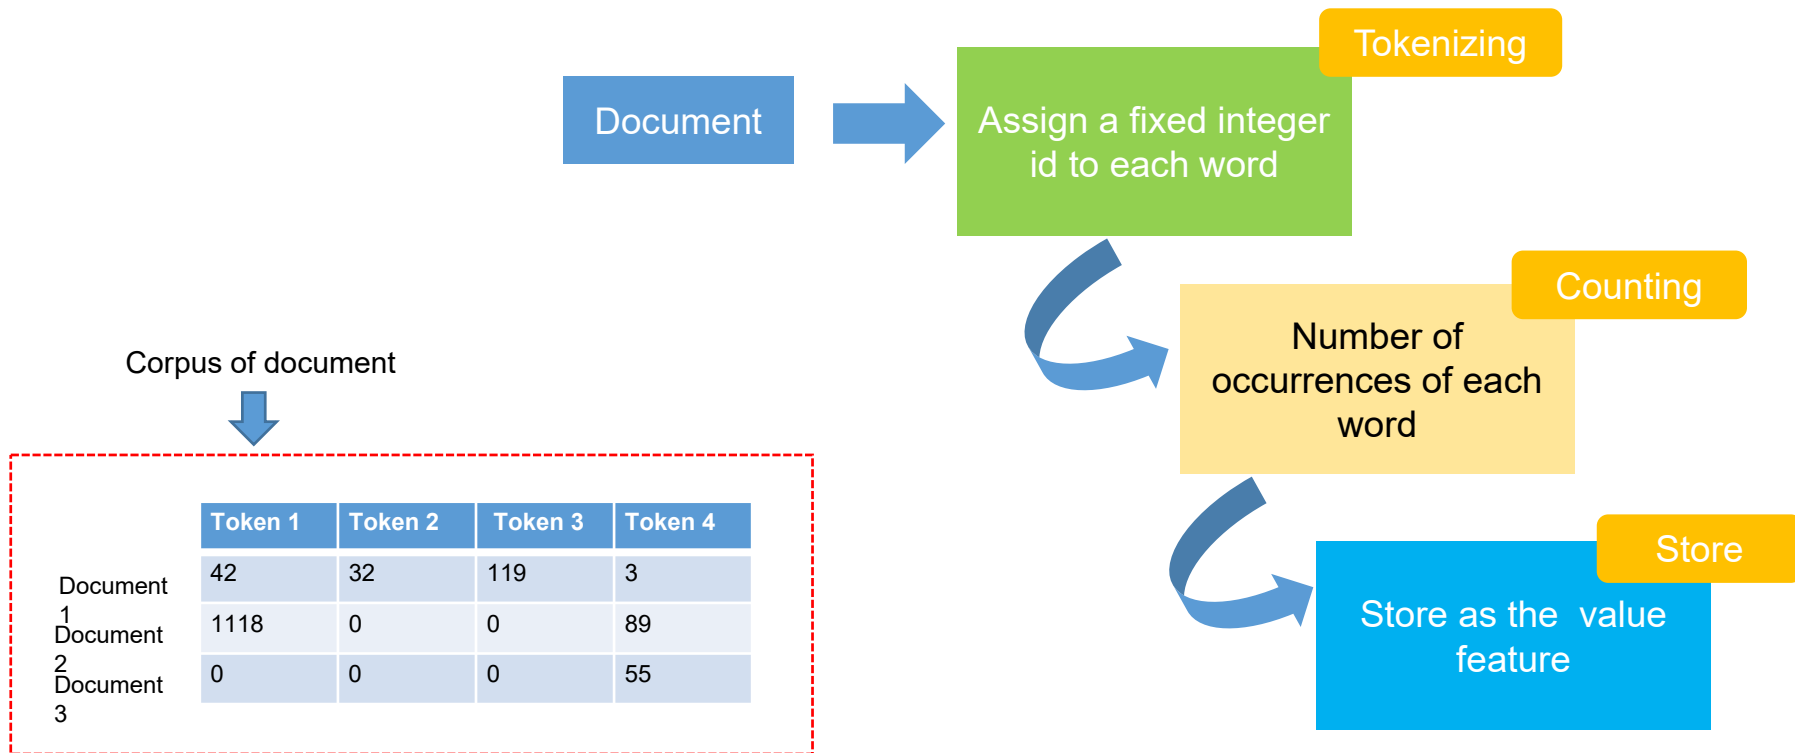 Tokenizing
Document
Assign a fixed integer
id to each word
Counting
Number of
occurrences of each
word
Store
Store as the value
feature
Corpus of document
Token 1 Token 2 Token 3 Token 4
Document
1
42 32 119 3
Document
2
1118 0 0 89
Document
3
0 0 0 55